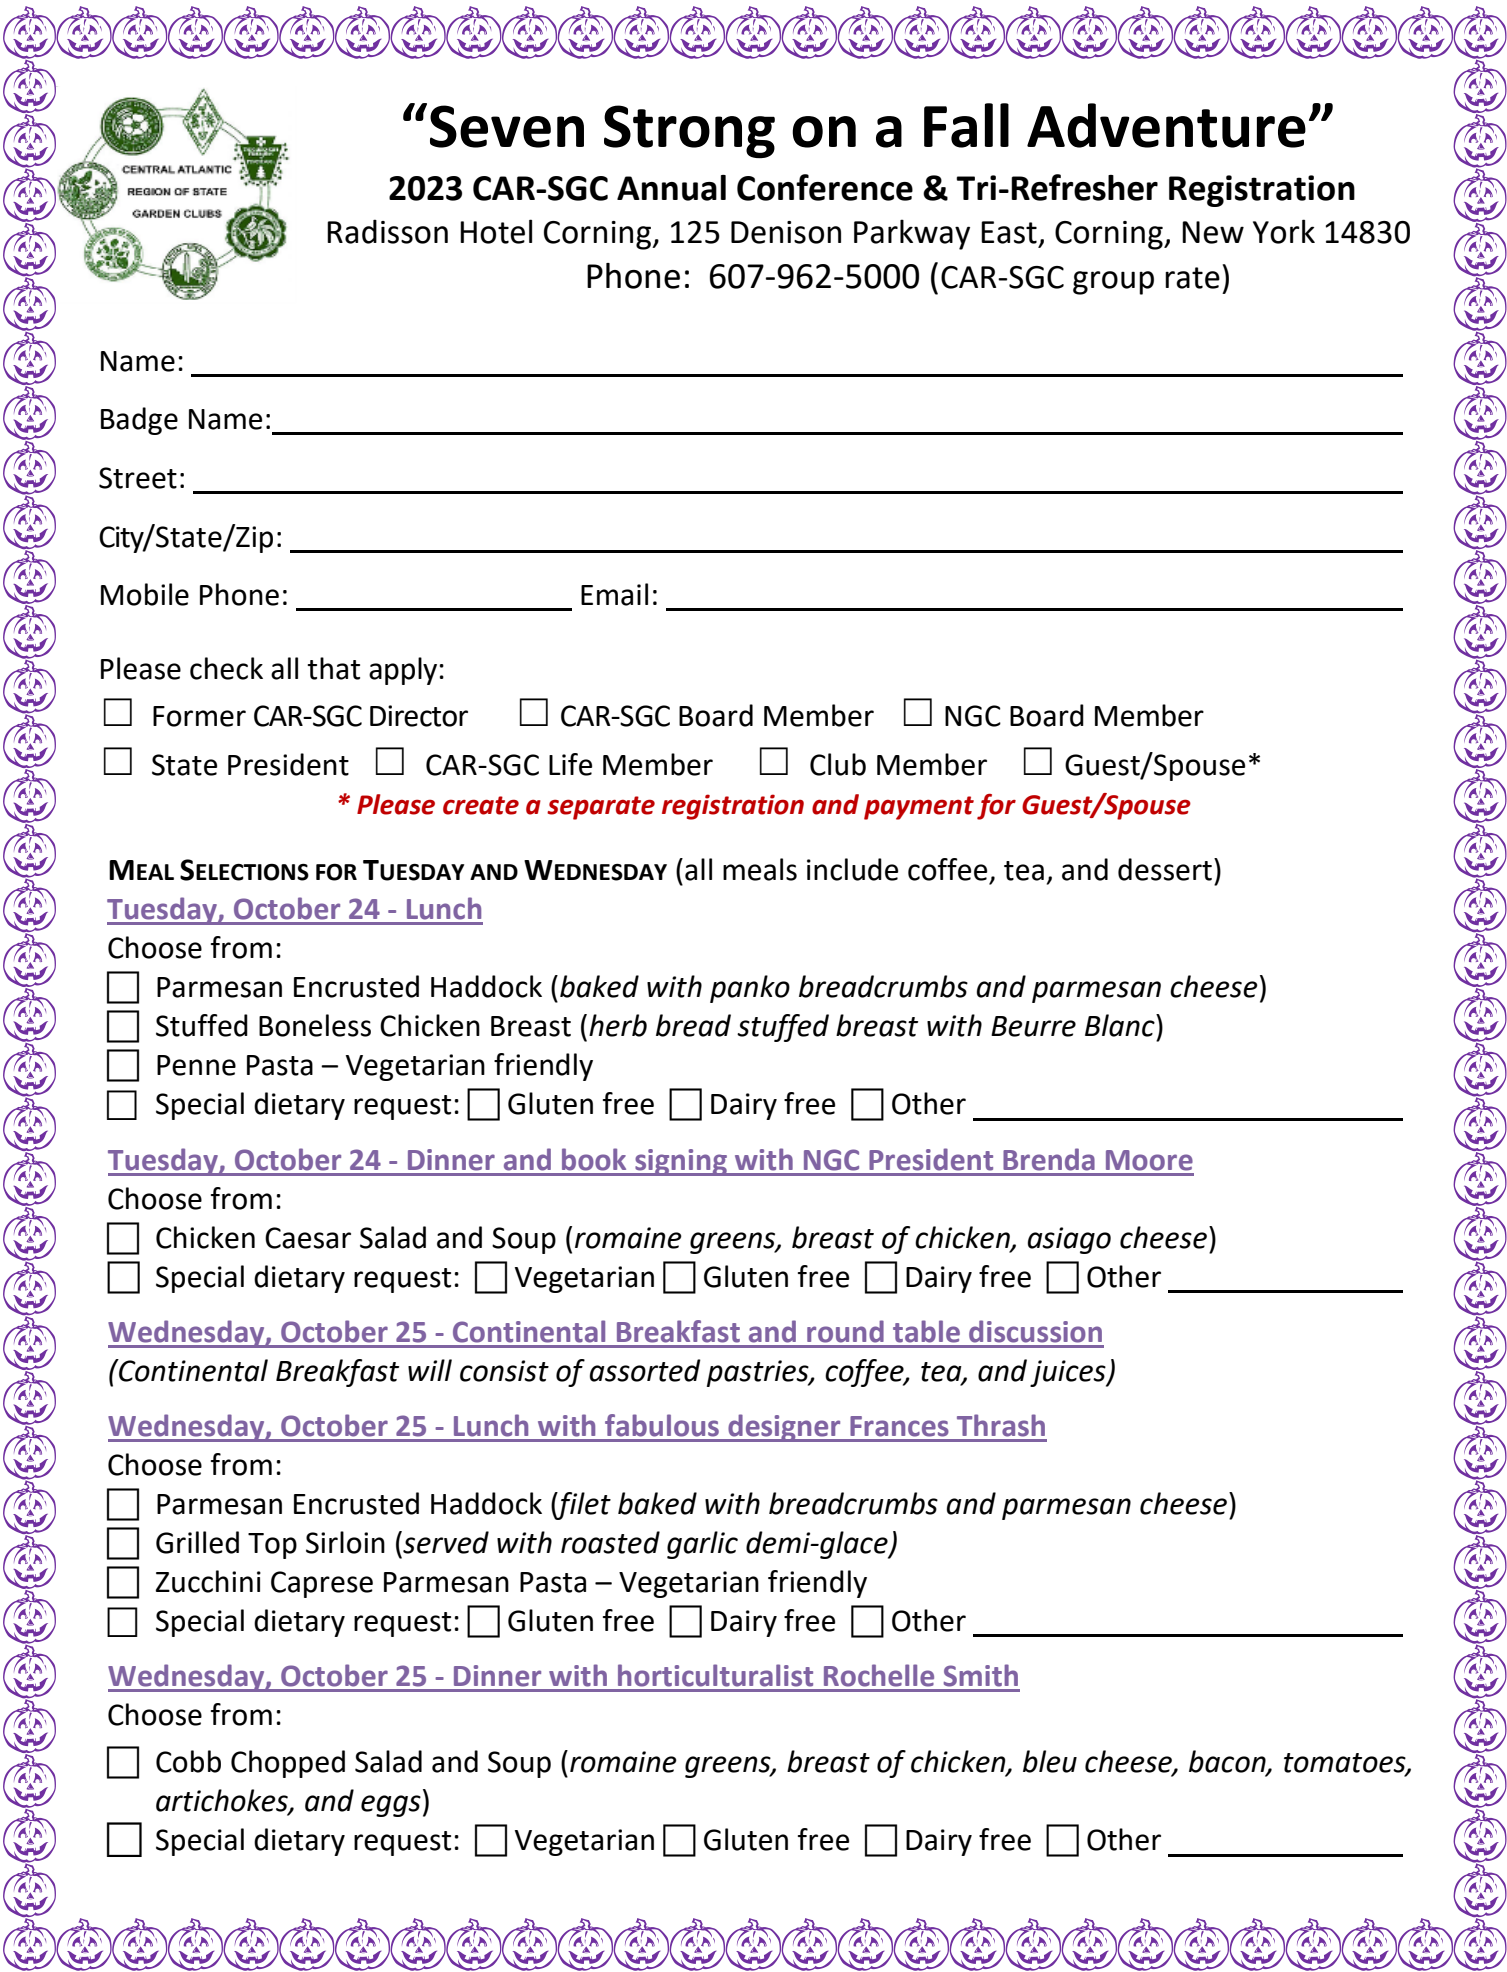 CENTRAL ATLANTIC
REGION OF STATE
GARDEN CLUBS
“Seven Strong on a Fall Adventure”
2023 CAR-SGC Annual Conference & Tri-Refresher Registration
Radisson Hotel Corning, 125 Denison Parkway East, Corning, New York 14830
Phone: 607-962-5000 (CAR-SGC group rate)
Name:
Badge Name:
Street:
City/State/Zip:
Mobile Phone: Email:
Please check all that apply:
☐ Former CAR-SGC Director ☐ CAR-SGC Board Member ☐ NGC Board Member
☐ State President ☐ CAR-SGC Life Member ☐ Club Member ☐ Guest/Spouse*
* Please create a separate registration and payment for Guest/Spouse
MEAL SELECTIONS FOR TUESDAY AND WEDNESDAY (all meals include coffee, tea, and dessert)
Tuesday, October 24 - Lunch
Choose from:
☐ Parmesan Encrusted Haddock (baked with panko breadcrumbs and parmesan cheese)
☐ Stuffed Boneless Chicken Breast (herb bread stuffed breast with Beurre Blanc)
☐ Penne Pasta – Vegetarian friendly
☐ Special dietary request: ☐ Gluten free ☐ Dairy free ☐ Other
Tuesday, October 24 - Dinner and book signing with NGC President Brenda Moore
Choose from:
☐ Chicken Caesar Salad and Soup (romaine greens, breast of chicken, asiago cheese)
☐ Special dietary request: ☐ Vegetarian ☐ Gluten free ☐ Dairy free ☐ Other
Wednesday, October 25 - Continental Breakfast and round table discussion
(Continental Breakfast will consist of assorted pastries, coffee, tea, and juices)
Wednesday, October 25 - Lunch with fabulous designer Frances Thrash
Choose from:
☐ Parmesan Encrusted Haddock (filet baked with breadcrumbs and parmesan cheese)
☐ Grilled Top Sirloin (served with roasted garlic demi-glace)
☐ Zucchini Caprese Parmesan Pasta – Vegetarian friendly
☐ Special dietary request: ☐ Gluten free ☐ Dairy free ☐ Other
Wednesday, October 25 - Dinner with horticulturalist Rochelle Smith
Choose from:
☐ Cobb Chopped Salad and Soup (romaine greens, breast of chicken, bleu cheese, bacon, tomatoes,
artichokes, and eggs)
☐ Special dietary request: ☐ Vegetarian ☐ Gluten free ☐ Dairy free ☐ Other